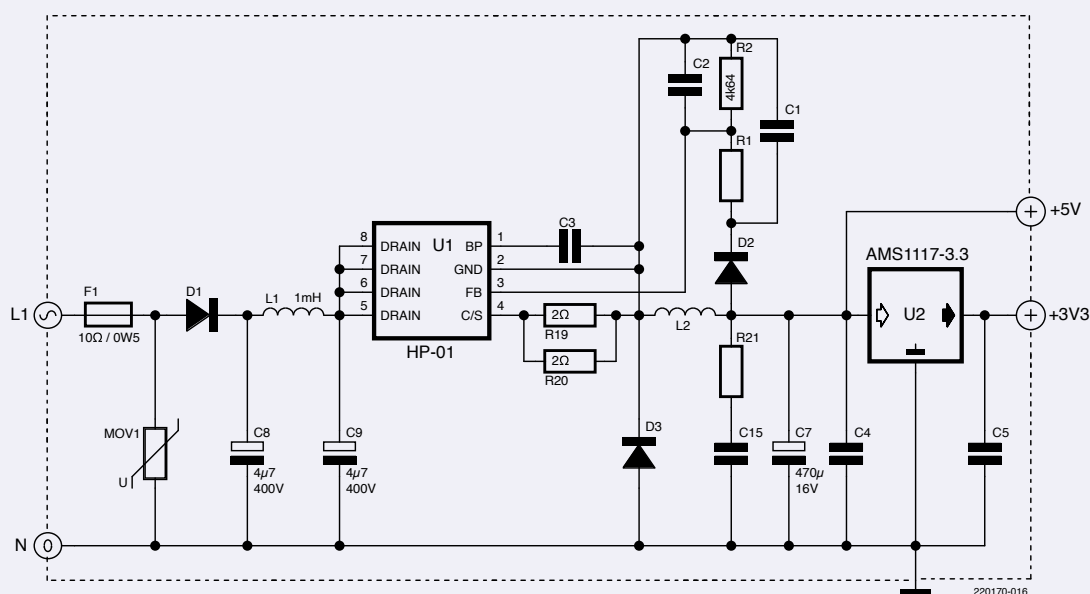 R2
C2
4k64
C1
R1
+5V
C3
D2
8 DRAIN U1 BP 1
AMS1117-3.3
7 DRAIN GND 2
6 DRAIN FB 3
F1
D1
L1 1mH
5 DRAIN C/S 4
2Ω
U2
L1
+3V3
10Ω / 0W5
R19
L2
R21
HP-01
2Ω
R20
MOV1
C8
C9
D3
C15
C7
C4
C5
U
4µ7
400V
4µ7
400V
470µ
16V
N 0
220170-016